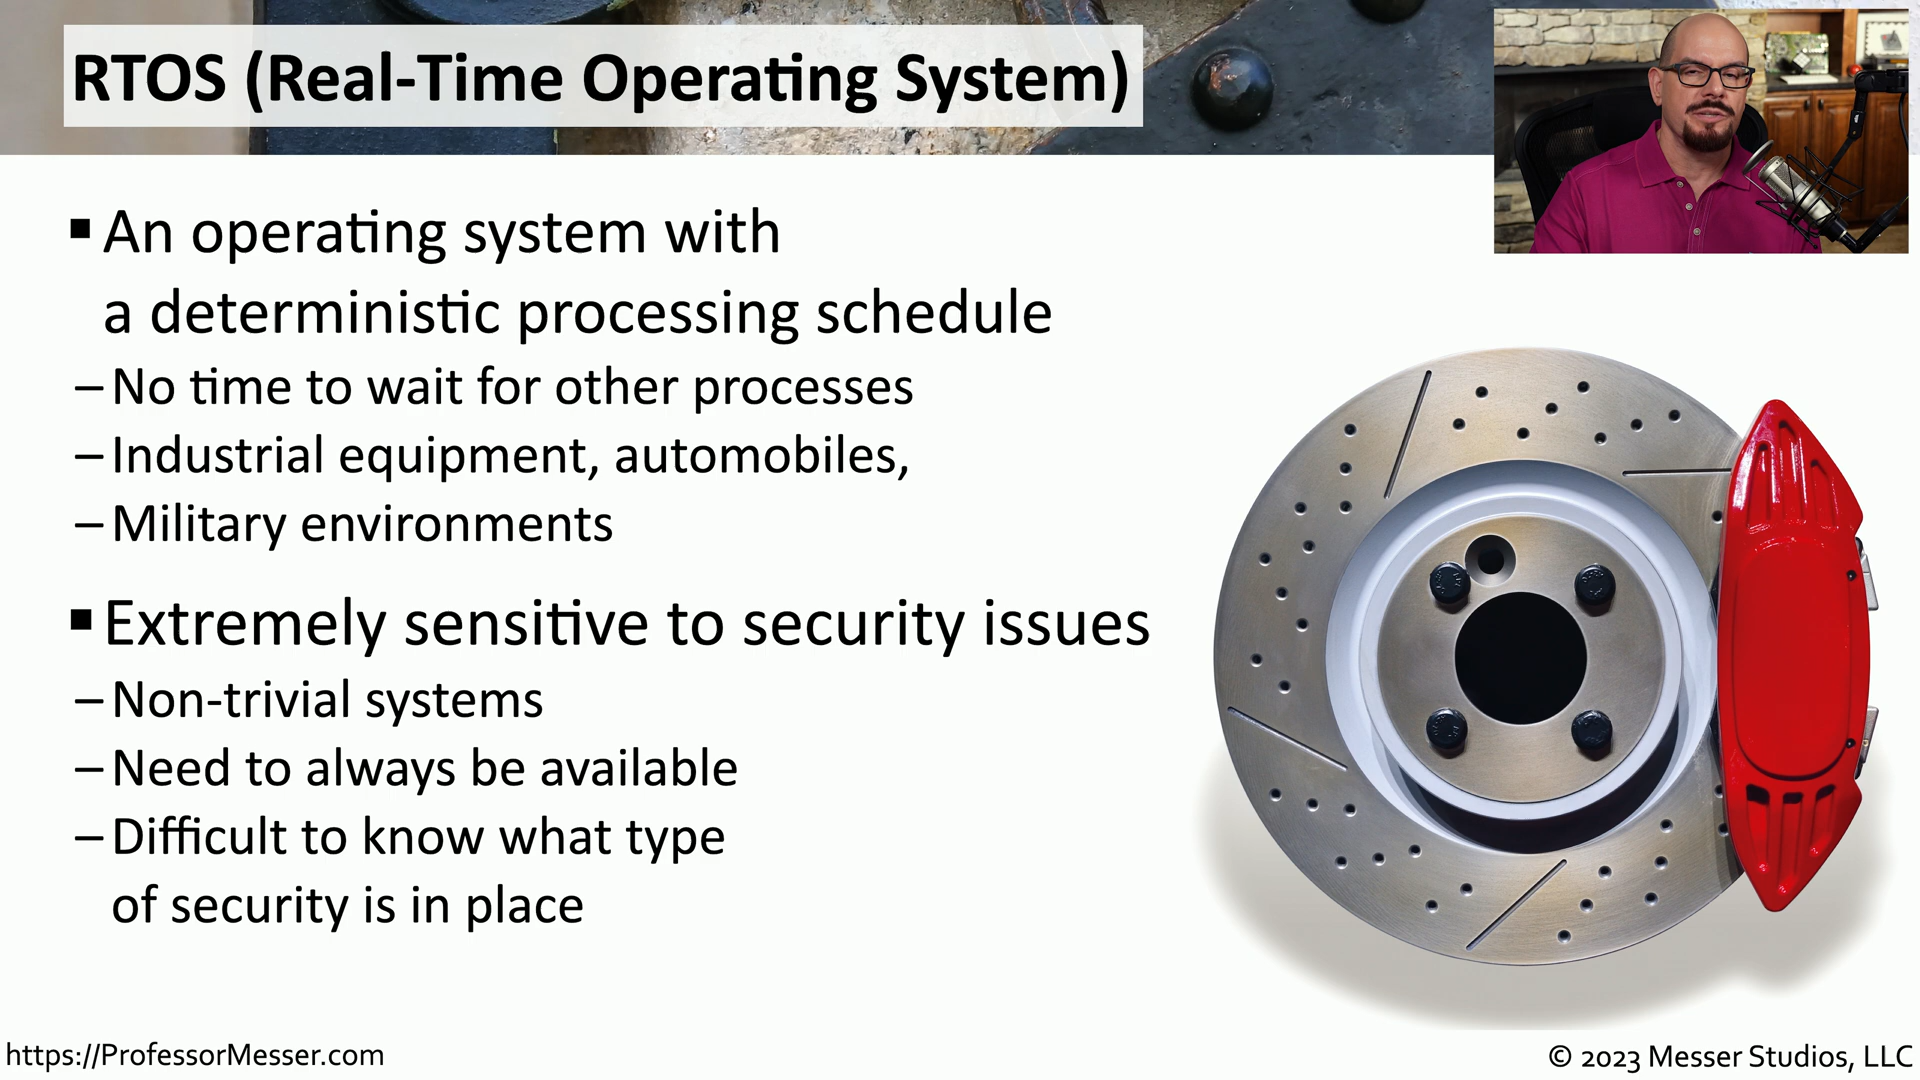 RTOS (Real-Time Operating System)
▪ An operating system with
a deterministic processing schedule
– No time to wait for other processes
– Industrial equipment, automobiles,
– Military environments
▪ Extremely sensitive to security issues
– Non-trivial systems
– Need to always be available
– Difficult to know what type
of security is in place
https://ProfessorMesser.com
© 2023 Messer Studios, LLC